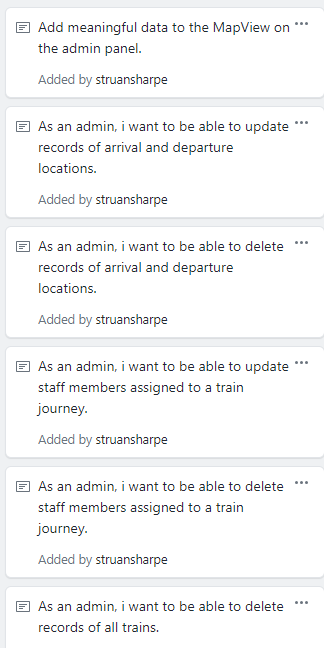 Add meaningful data to the MapView on
the admin panel.
Added by struansharpe
As an admin, i want to be able to update
records of arrival and departure
locations.
Added by struansharpe
As an admin, i want to be able to delete
records of arrival and departure
locations.
Added by struansharpe
As an admin, i want to be able to update
staff members assigned to a train
journey.
Added by struansharpe
As an admin, i want to be able to delete
staff members assigned to a train
journey.
Added by struansharpe
As an admin, i want to be able to delete
records of all trains.